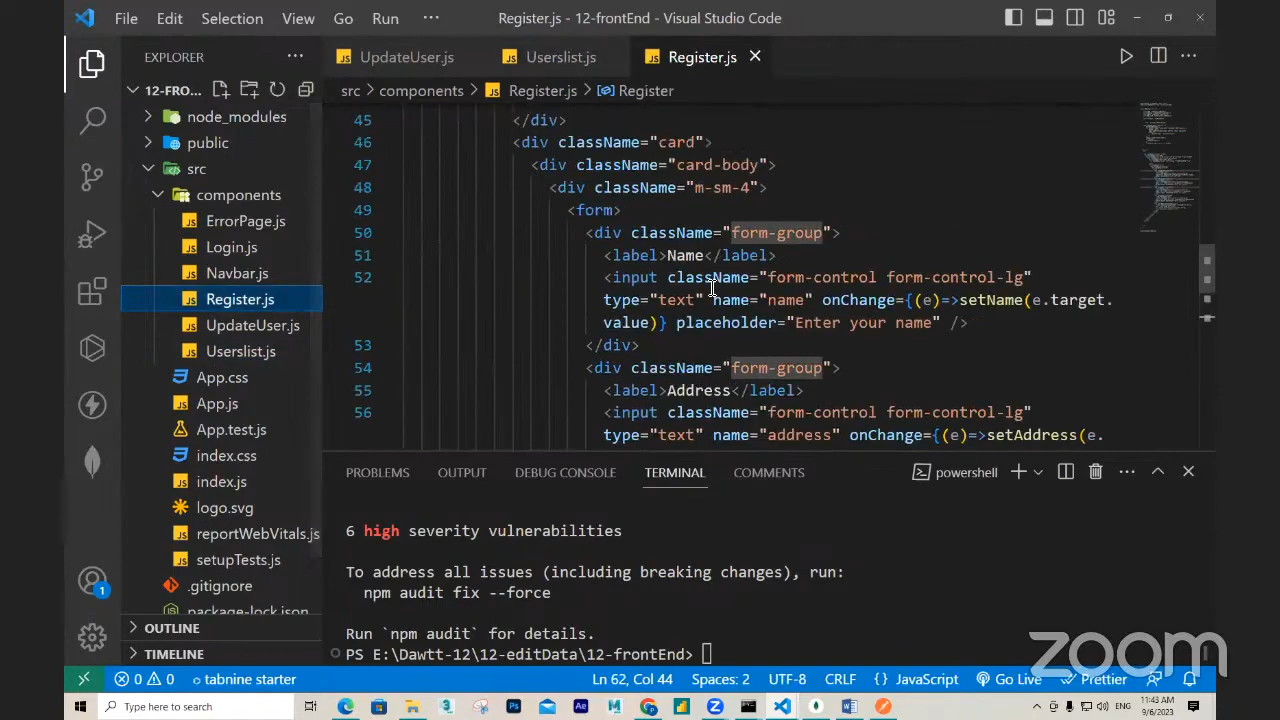 File Edit Selection View Go Run ··· Register.js - 12-frontEnd - Visual Studio Code
EXPLORER ···
12-FRO...
node_modules
public
src
components
ErrorPage.js
Login.js
Navbar.js
Register.js
UpdateUser.js
Userslist.js
App.css
App.js
App.test.js
index.css
index.js
logo.svg
reportWebVitals.js
setupTests.js
.gitignore
package-lock.json
OUTLINE
TIMELINE
1
UpdateUser.js Userslist.js Register.js
src > components > Register.js > Register
45 </div>
46 <div className="card">
47 <div className="card-body">
48 <div className="m-sm-4">
49 <form>
50 <div className="form-group">
51 <label>Name</label>
52 <input className="form-control form-control-lg"
type="text" name="name" onChange={(e)=>setName(e.target.
value)} placeholder="Enter your name" />
53 </div>
54 <div className="form-group">
55 <label>Address</label>
56 <input className="form-control form-control-lg"
type="text" name="address" onChange={(e)=>setAddress(e.
PROBLEMS OUTPUT DEBUG CONSOLE TERMINAL COMMENTS powershell
6 high severity vulnerabilities
To address all issues (including breaking changes), run:
npm audit fix --force
Run `npm audit` for details.
PS E:\Dawtt-12\12-editData\12-frontEnd>
zoom
0 0 tabnine starter Ln 62, Col 44 Spaces: 2 UTF-8 CRLF {} JavaScript Go Live Prettier
Type here to search
11:43 AM
9/6/2023